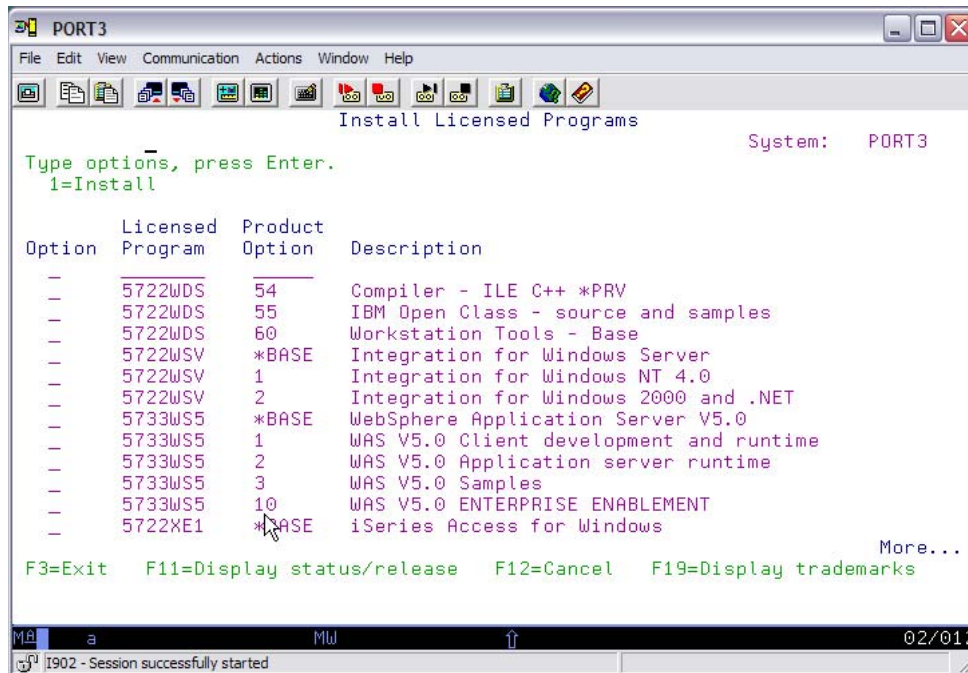 PORT3
File Edit View Communication Actions Window Help
Install Licensed Programs
System: PORT3
Type options, press Enter.
1=Install
Licensed Product
Option Program Option Description
5722WDS 54 Compiler - ILE C++ *PRV
5722WDS 55 IBM Open Class - source and samples
5722WDS 60 Workstation Tools - Base
5722WSV *BASE Integration for Windows Server
5722WSV 1 Integration for Windows NT 4.0
5722WSV 2 Integration for Windows 2000 and .NET
5733WS5 *BASE WebSphere Application Server V5.0
5733WS5 1 WAS V5.0 Client development and runtime
5733WS5 2 WAS V5.0 Application server runtime
5733WS5 3 WAS V5.0 Samples
5733WS5 10 WAS V5.0 ENTERPRISE ENABLEMENT
5722XE1 *BASE iSeries Access for Windows
More...
F3=Exit F11=Display status/release F12=Cancel F19=Display trademarks
MA a MW 02/01
I902 - Session successfully started